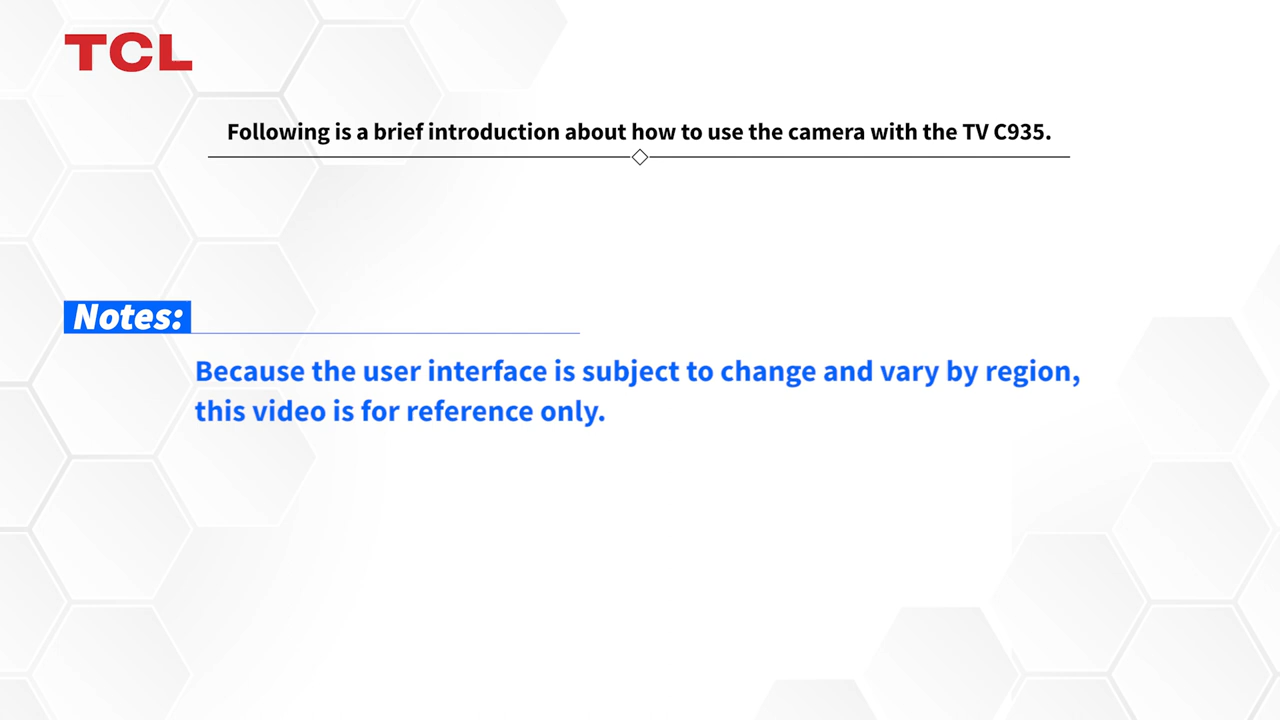 TCL
Following is a brief introduction about how to use the camera with the TV C935.
Notes:
Because the user interface is subject to change and vary by region,
this video is for reference only.